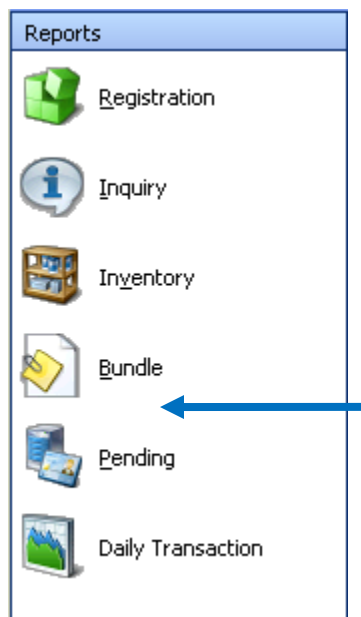 Reports
Registration
Inquiry
Inventory
Bundle
Pending
Daily Transaction